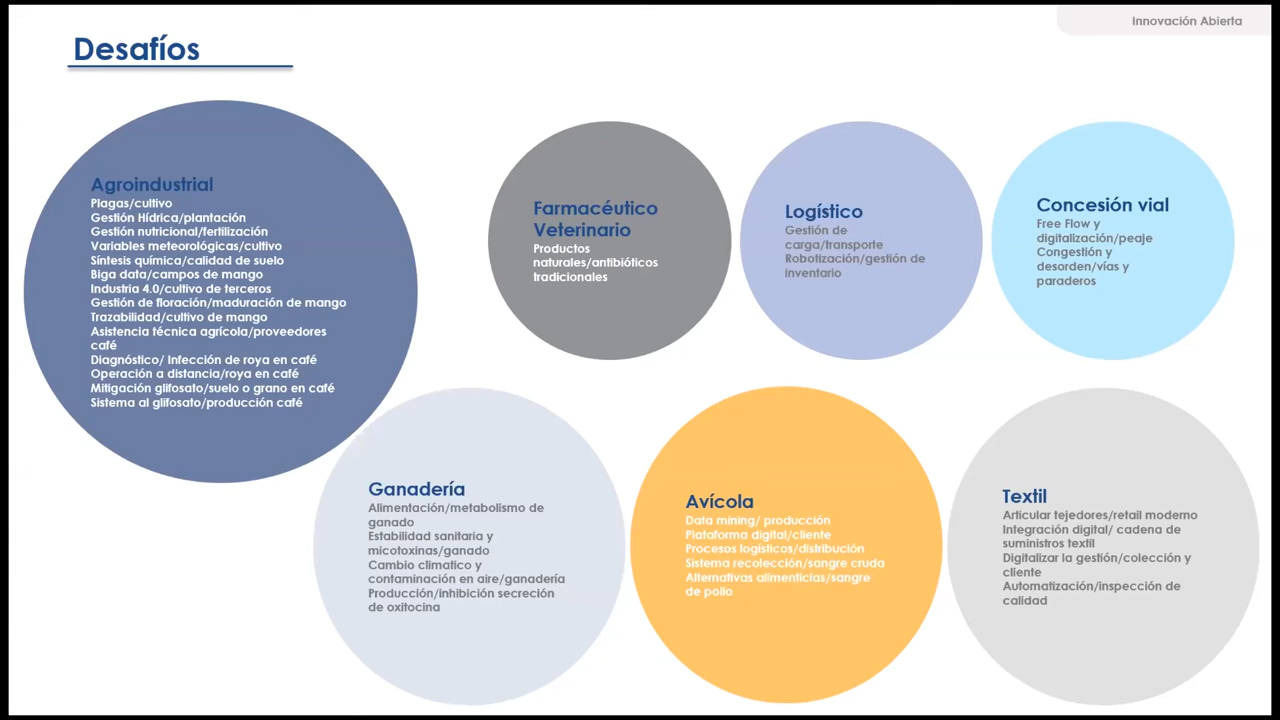 Innovación Abierta
Desafíos
Agroindustrial
Plagas/cultivo
Gestión Hídrica/plantación
Gestión nutricional/fertilización
Variables meteorológicas/cultivo
Síntesis química/calidad de suelo
Biga data/campos de mango
Industria 4.0/cultivo de terceros
Gestión de floración/maduración de mango
Trazabilidad/cultivo de mango
Asistencia técnica agrícola/proveedores
café
Diagnóstico/ Infección de roya en café
Operación a distancia/roya en café
Mitigación glifosato/suelo o grano en café
Sistema al glifosato/producción café
Farmacéutico
Veterinario
Productos
naturales/antibióticos
tradicionales
Logístico
Gestión de
carga/transporte
Robotización/gestión de
inventario
Concesión vial
Free Flow y
digitalización/peaje
Congestión y
desorden/vías y
paraderos
Ganadería
Alimentación/metabolismo de
ganado
Estabilidad sanitaria y
micotoxinas/ganado
Cambio climatico y
contaminación en aire/ganadería
Producción/inhibición secreción
de oxitocina
Avícola
Data mining/ producción
Plataforma digital/cliente
Procesos logísticos/distribución
Sistema recolección/sangre cruda
Alternativas alimenticias/sangre
de pollo
Textil
Articular tejedores/retail moderno
Integración digital/ cadena de
suministros textil
Digitalizar la gestión/colección y
cliente
Automatización/inspección de
calidad